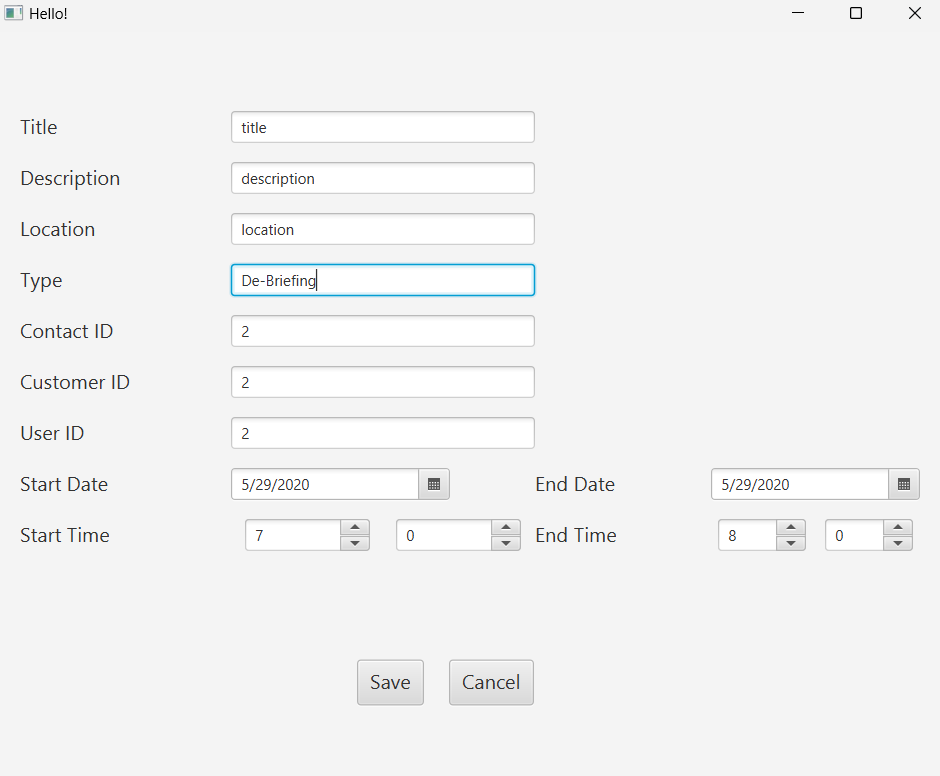 Hello!
Title title
Description description
Location location
Type De-Briefing
Contact ID 2
Customer ID 2
User ID 2
Start Date 5/29/2020 End Date 5/29/2020
Start Time 7 0 End Time 8 0
Save Cancel